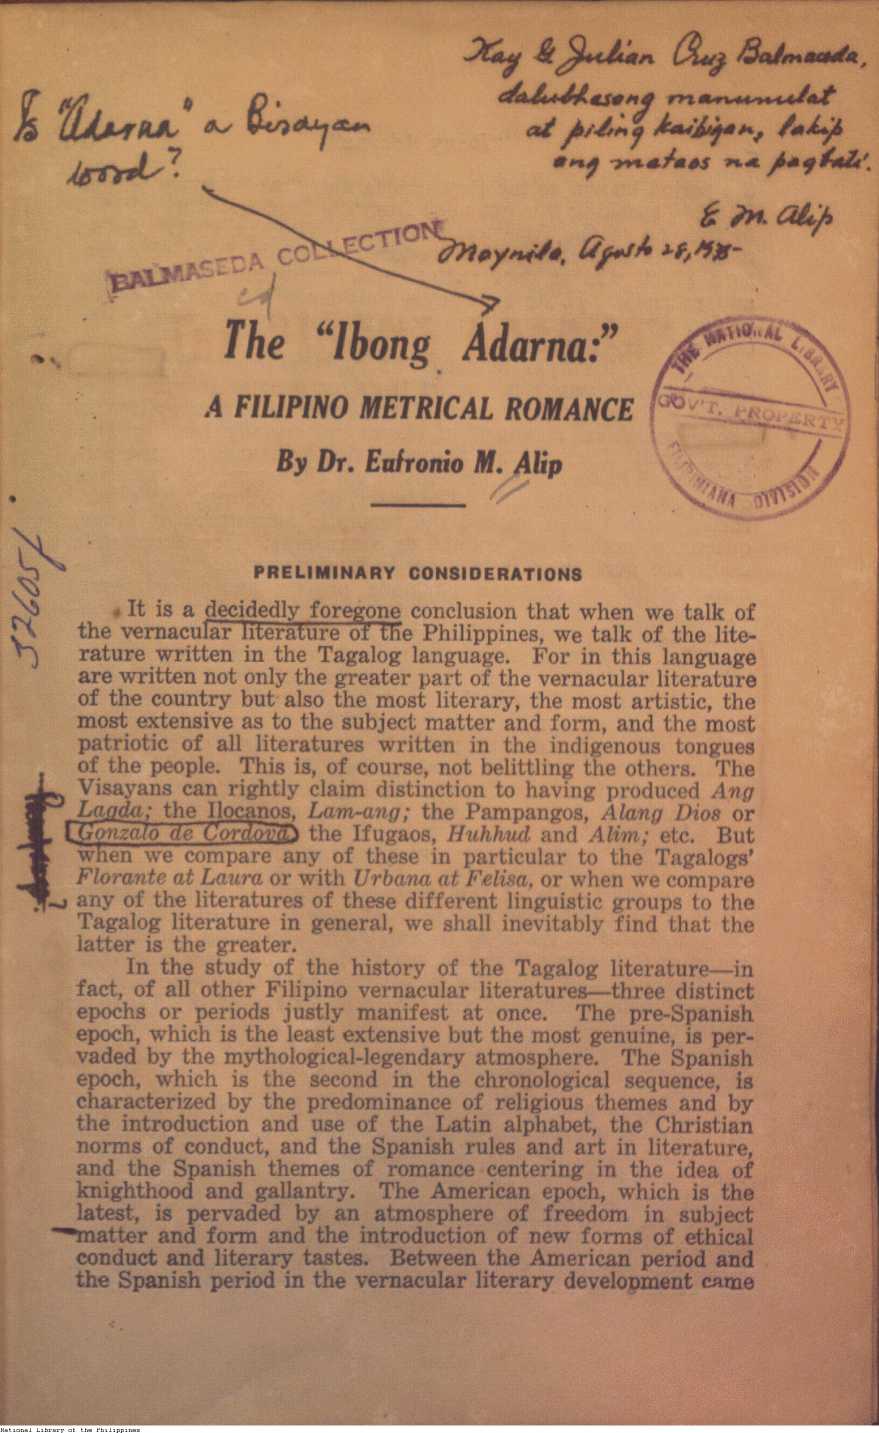 Kay G Julian Cruz Balmaceda,
dalubhasang manunulat
at piling kaibigan, lakip
ang mataos na pagbati.
E. M. Alip
Maynila, Agosto 28,
Is "Adarna" a Bisayan
word?
BALMASEDA COLLECTION
The "Ibong Adarna:"
A FILIPINO METRICAL ROMANCE
By Dr. Eufronio M. Alip
THE NATIONAL LIBRARY
GOV'T. PROPERTY
FILIPINIANA DIVISION
PRELIMINARY CONSIDERATIONS
It is a decidedly foregone conclusion that when we talk of
the vernacular literature of the Philippines, we talk of the lite-
rature written in the Tagalog language. For in this language
are written not only the greater part of the vernacular literature
of the country but also the most literary, the most artistic, the
most extensive as to the subject matter and form, and the most
patriotic of all literatures written in the indigenous tongues
of the people. This is, of course, not belittling the others. The
Visayans can rightly claim distinction to having produced Ang
Lagda; the Ilocanos, Lam-ang; the Pampangos, Alang Dios or
Gonzalo de Cordova; the Ifugaos, Huhhud and Alim; etc. But
when we compare any of these in particular to the Tagalogs'
Florante at Laura or with Urbana at Felisa, or when we compare
any of the literatures of these different linguistic groups to the
Tagalog literature in general, we shall inevitably find that the
latter is the greater.
In the study of the history of the Tagalog literature—in
fact, of all other Filipino vernacular literatures—three distinct
epochs or periods justly manifest at once. The pre-Spanish
epoch, which is the least extensive but the most genuine, is per-
vaded by the mythological-legendary atmosphere. The Spanish
epoch, which is the second in the chronological sequence, is
characterized by the predominance of religious themes and by
the introduction and use of the Latin alphabet, the Christian
norms of conduct, and the Spanish rules and art in literature,
and the Spanish themes of romance centering in the idea of
knighthood and gallantry. The American epoch, which is the
latest, is pervaded by an atmosphere of freedom in subject
matter and form and the introduction of new forms of ethical
conduct and literary tastes. Between the American period and
the Spanish period in the vernacular literary development came
National Library of the Philippines